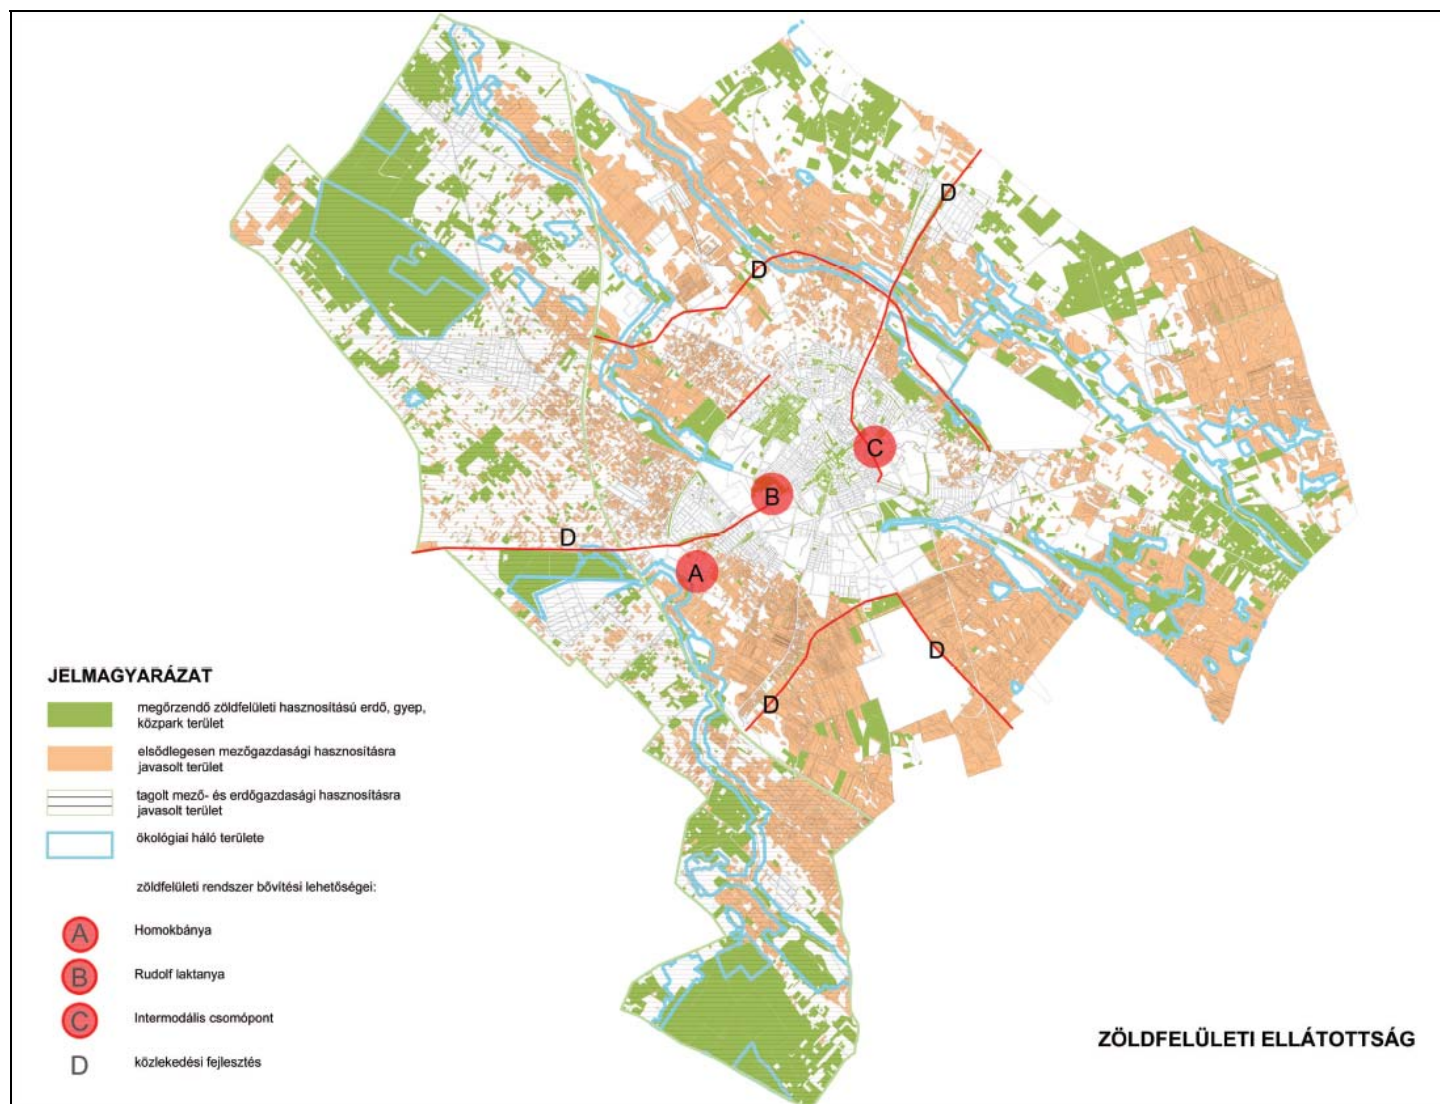 D
D
C
B
D
A
D
D
JELMAGYARÁZAT
megőrzendő zöldfelületi hasznosítású erdő, gyep,
közpark terület
elsődlegesen mezőgazdasági hasznosításra
javasolt terület
tagolt mező- és erdőgazdasági hasznosításra
javasolt terület
ökológiai háló területe
zöldfelületi rendszer bővítési lehetőségei:
A Homokbánya
B Rudolf laktanya
C Intermodális csomópont
D közlekedési fejlesztés
ZÖLDFELÜLETI ELLÁTOTTSÁG